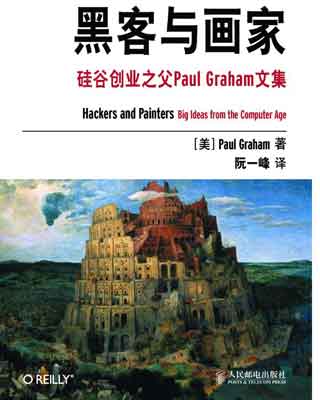 黑客与画家
硅谷创业之父Paul Graham文集
Hackers and Painters Big Ideas from the Computer Age
[美] Paul Graham 著
阮一峰 译
O REILLY®
人民邮电出版社
POSTS & TELECOM PRESS